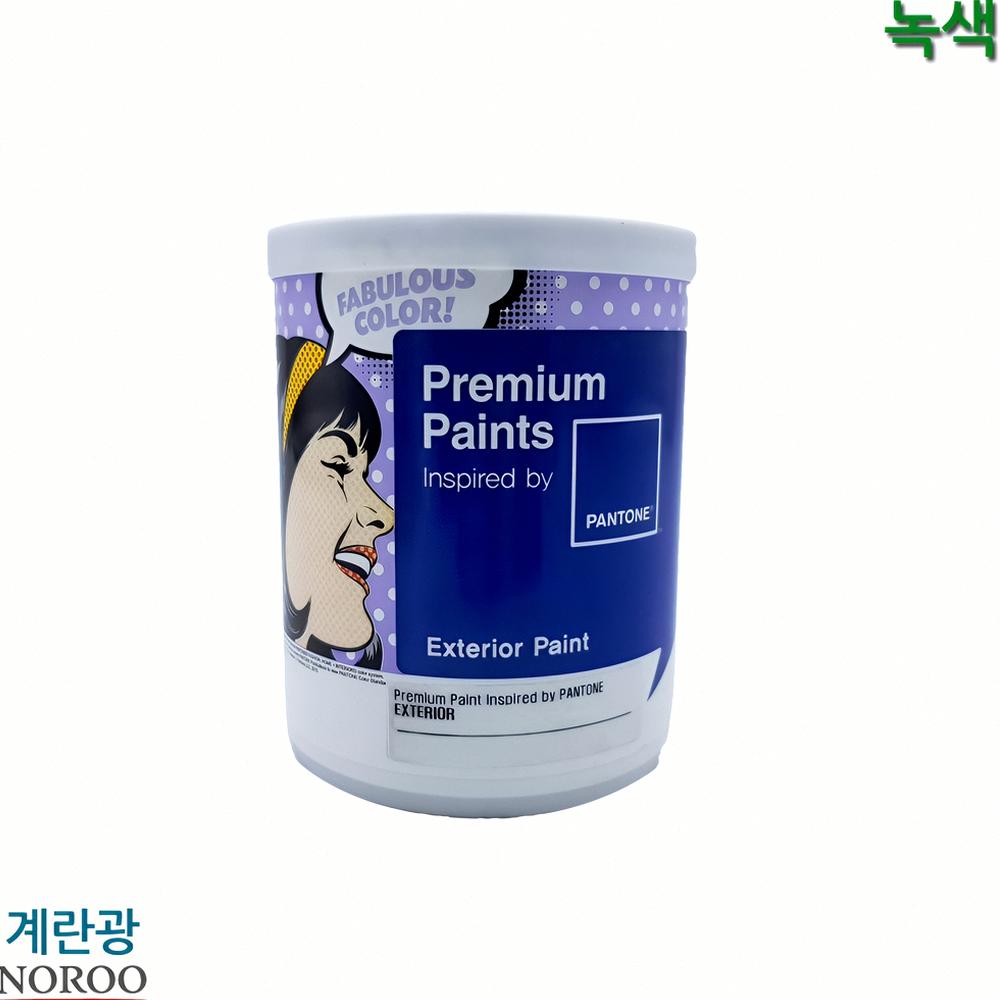 녹색
FABULOUS
COLOR!
Premium
Paints
Inspired by
PANTONE
Exterior Paint
Premium Paint Inspired by PANTONE
EXTERIOR
계란광
NOROO